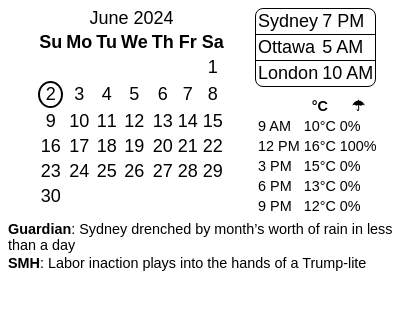 June 2024
Su Mo Tu We Th Fr Sa
1
2 3 4 5 6 7 8
9 10 11 12 13 14 15
16 17 18 19 20 21 22
23 24 25 26 27 28 29
30
Sydney 7 PM
Ottawa 5 AM
London 10 AM
°C ☂
9 AM 10°C 0%
12 PM 16°C 100%
3 PM 15°C 0%
6 PM 13°C 0%
9 PM 12°C 0%
Guardian: Sydney drenched by month’s worth of rain in less
than a day
SMH: Labor inaction plays into the hands of a Trump-lite